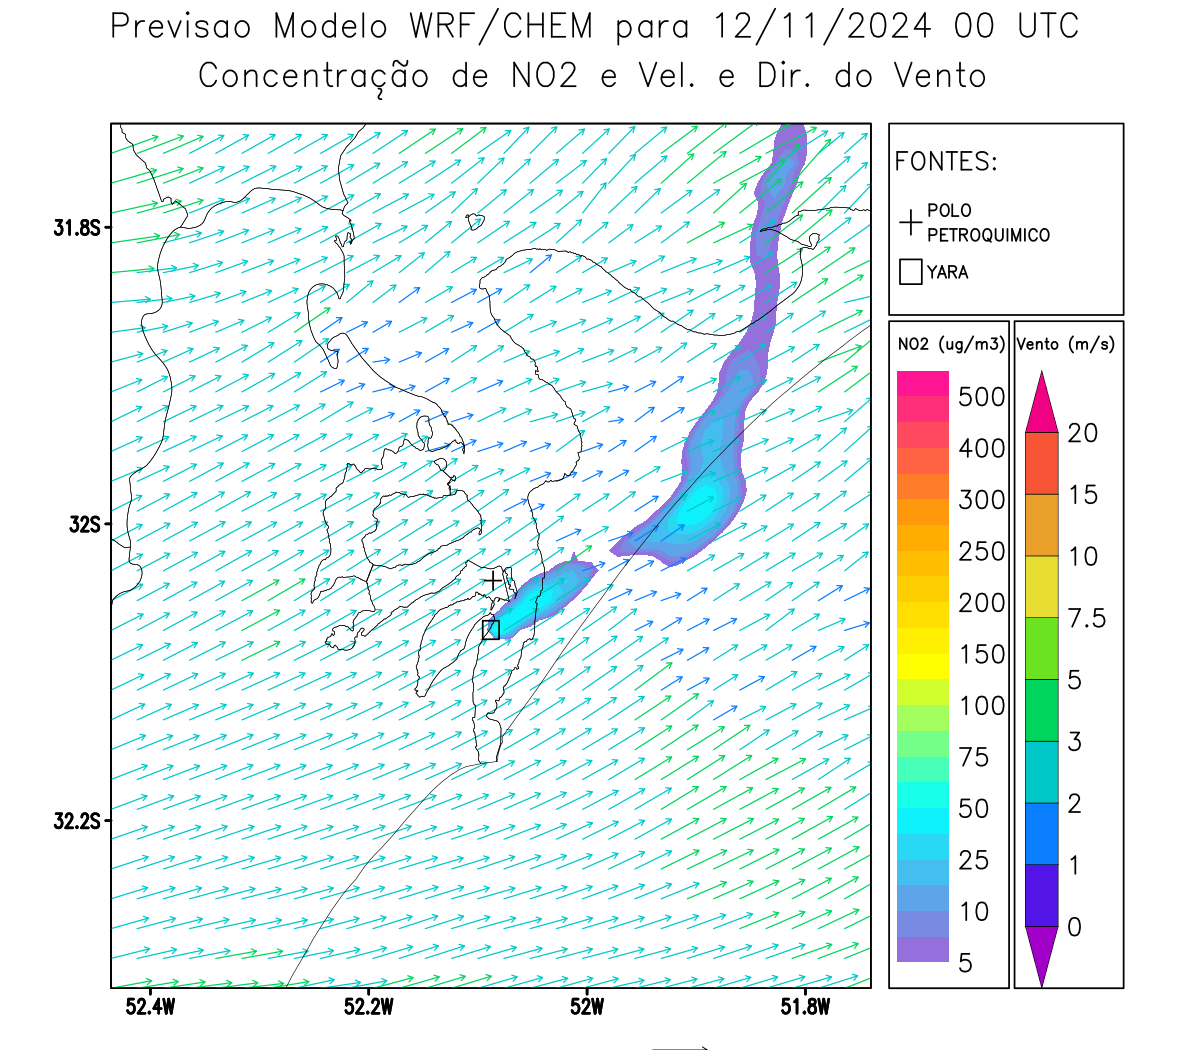 Previsao Modelo WRF/CHEM para 12/11/2024 00 UTC
Concentração de NO2 e Vel. e Dir. do Vento
FONTES:
POLO
PETROQUIMICO
YARA
NO2 (ug/m3)
500
400
300
250
200
150
100
75
50
25
10
5
Vento (m/s)
20
15
10
7.5
5
3
2
1
0
31.8S
32S
32.2S
52.4W
52.2W
52W
51.8W